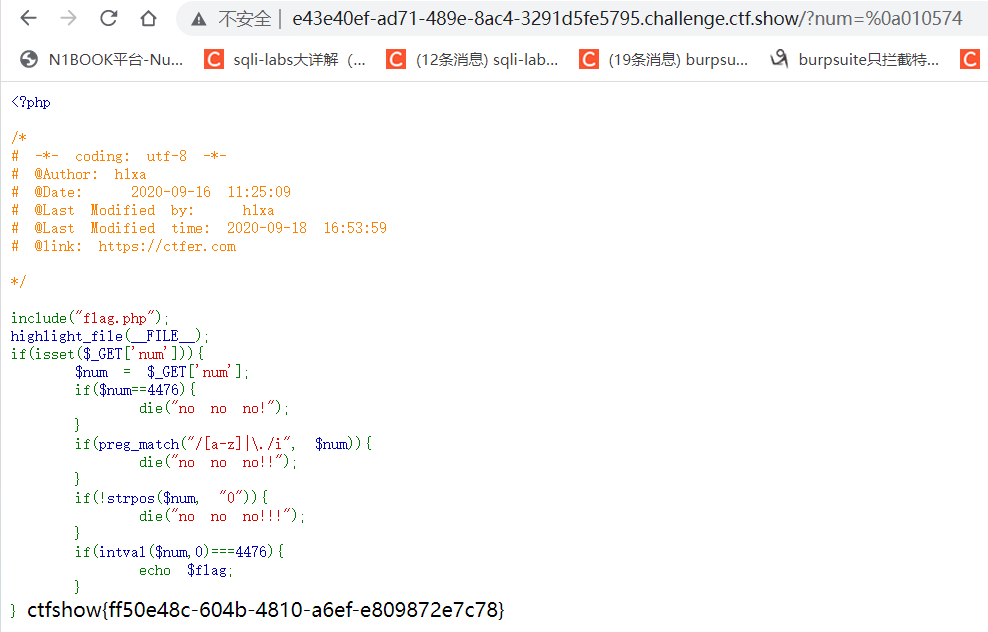 不安全 | e43e40ef-ad71-489e-8ac4-3291d5fe5795.challenge.ctf.show/?num=%0a010574
N1BOOK平台-Nu... C sqli-labs大详解（... C (12条消息) sqli-lab... C (19条消息) burpsu... burpsuite只拦截特... C
<?php
/*
# -*- coding: utf-8 -*-
# @Author: h1xa
# @Date: 2020-09-16 11:25:09
# @Last Modified by: h1xa
# @Last Modified time: 2020-09-18 16:53:59
# @link: https://ctfer.com
*/
include("flag.php");
highlight_file(__FILE__);
if(isset($_GET['num'])){
$num = $_GET['num'];
if($num==4476){
die("no no no!");
}
if(preg_match("/[a-z]|\./i", $num)){
die("no no no!!");
}
if(!strpos($num, "0")){
die("no no no!!!");
}
if(intval($num,0)===4476){
echo $flag;
}
} ctfshow{ff50e48c-604b-4810-a6ef-e809872e7c78}